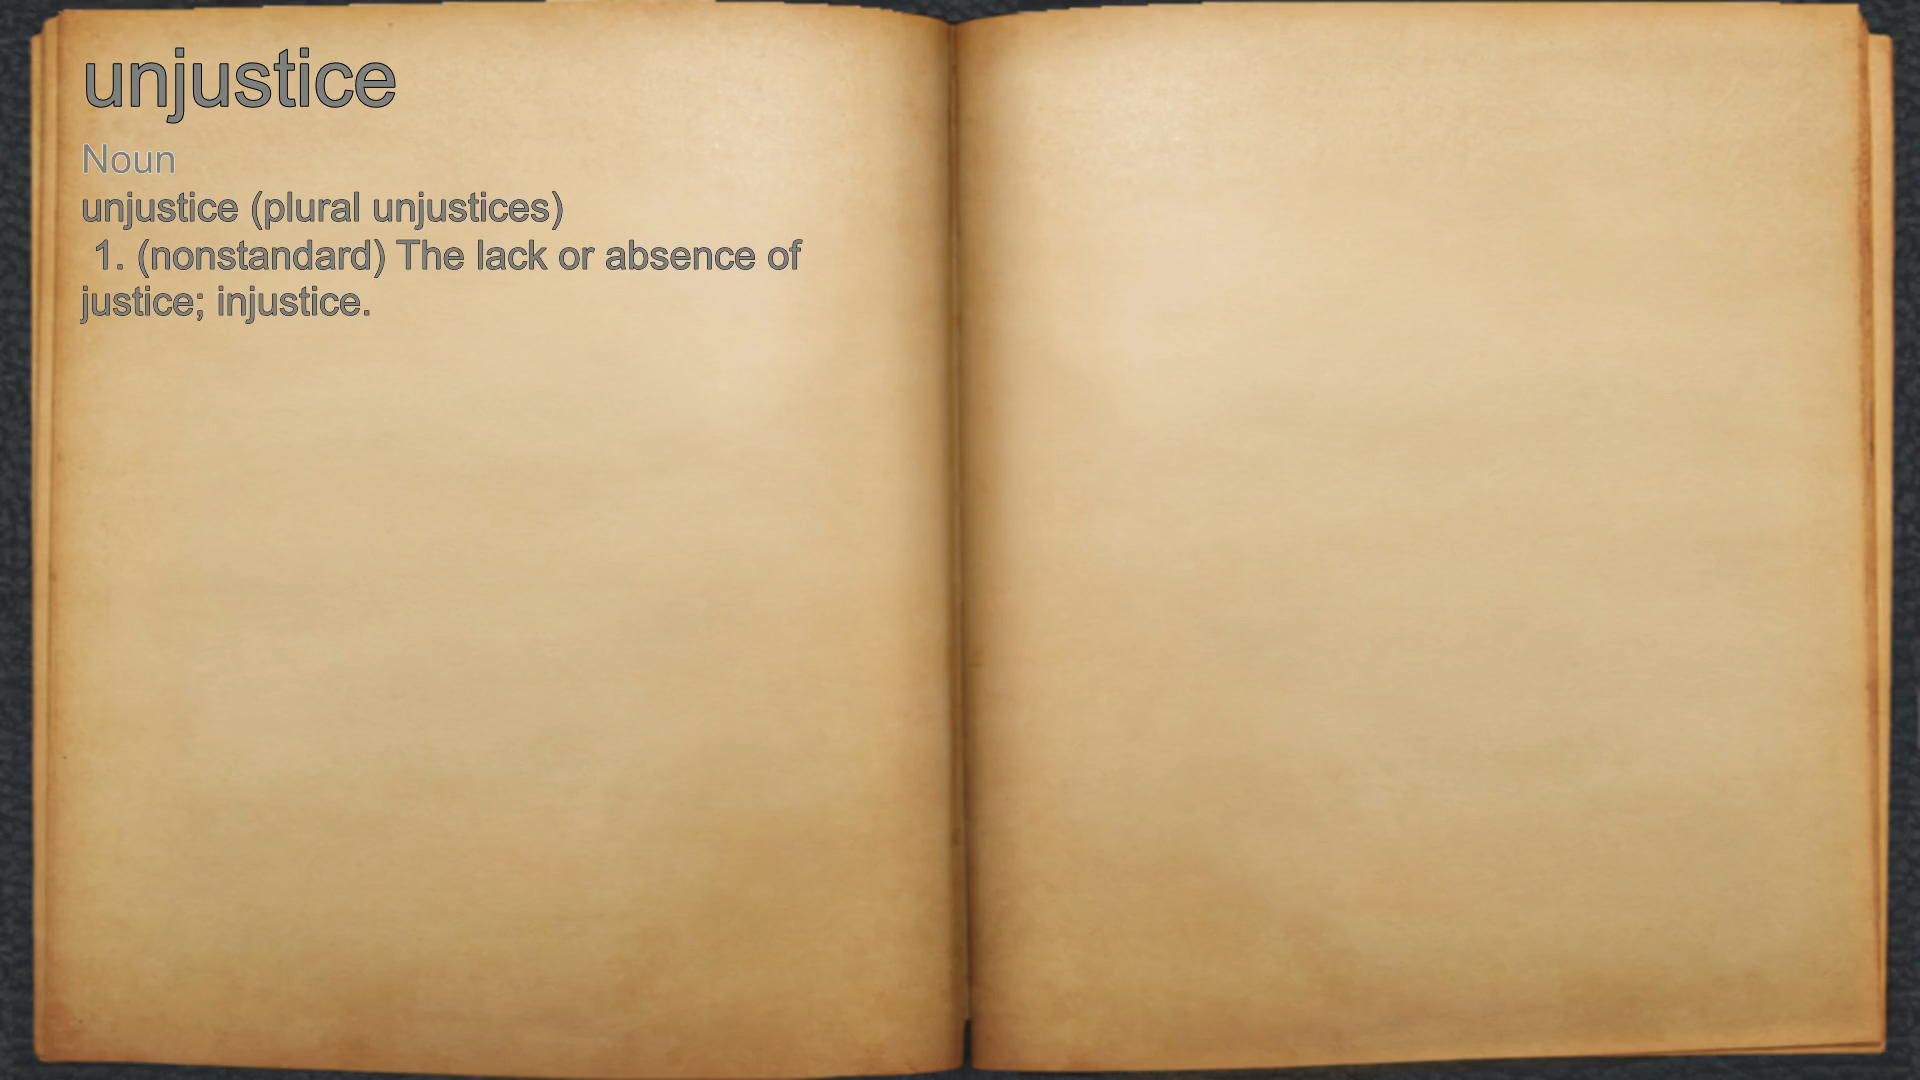 unjustice
Noun
unjustice (plural unjustices)
1. (nonstandard) The lack or absence of
justice; injustice.